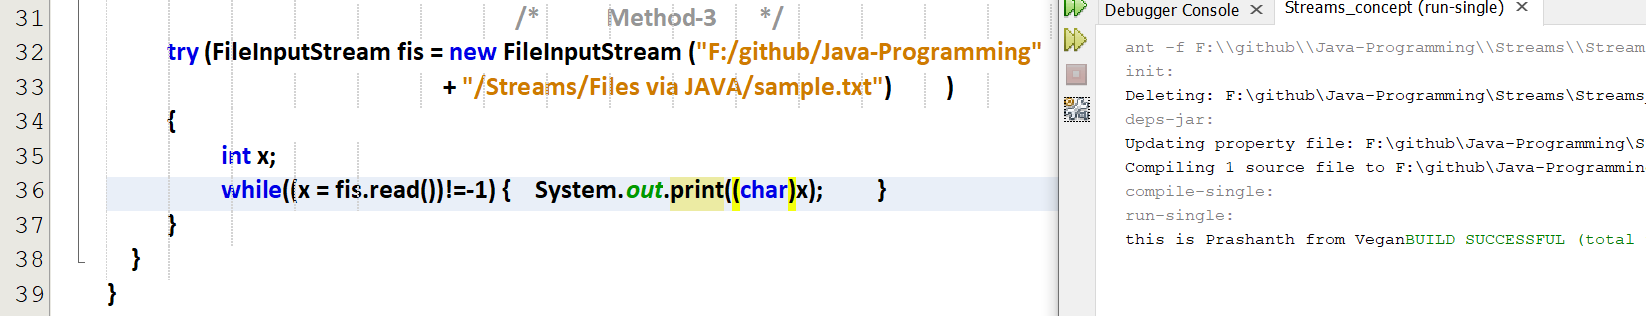 31 /* Method-3 */
32 try (FileInputStream fis = new FileInputStream ("F:/github/Java-Programming"
33 + "/Streams/Files via JAVA/sample.txt") )
34 {
35 int x;
36 while((x = fis.read())!=-1) { System.out.print((char)x); }
37 }
38 }
39 }
Debugger Console × Streams_concept (run-single) ×
ant -f F:\\github\\Java-Programming\\Streams\\Stream
init:
Deleting: F:\github\Java-Programming\Streams\Streams_
deps-jar:
Updating property file: F:\github\Java-Programming\S
Compiling 1 source file to F:\github\Java-Programmin
compile-single:
run-single:
this is Prashanth from VeganBUILD SUCCESSFUL (total